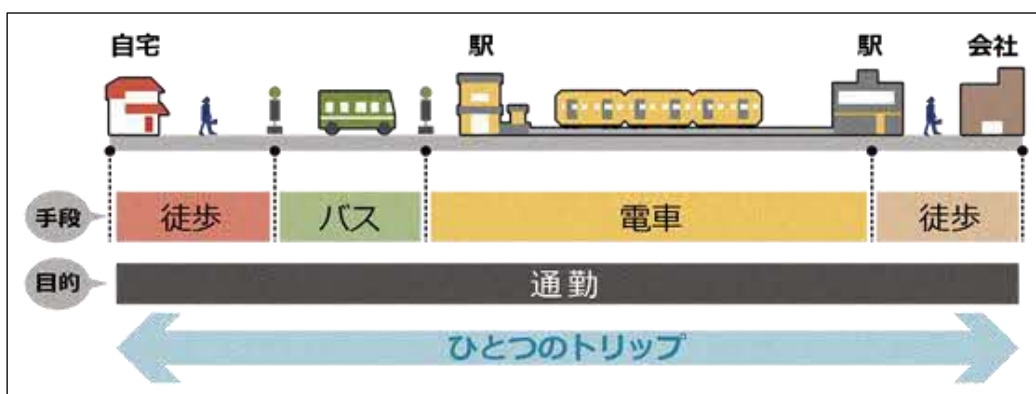 自宅 駅 駅 会社
手段 徒歩 バス 電車 徒歩
目的 通勤
ひとつのトリップ